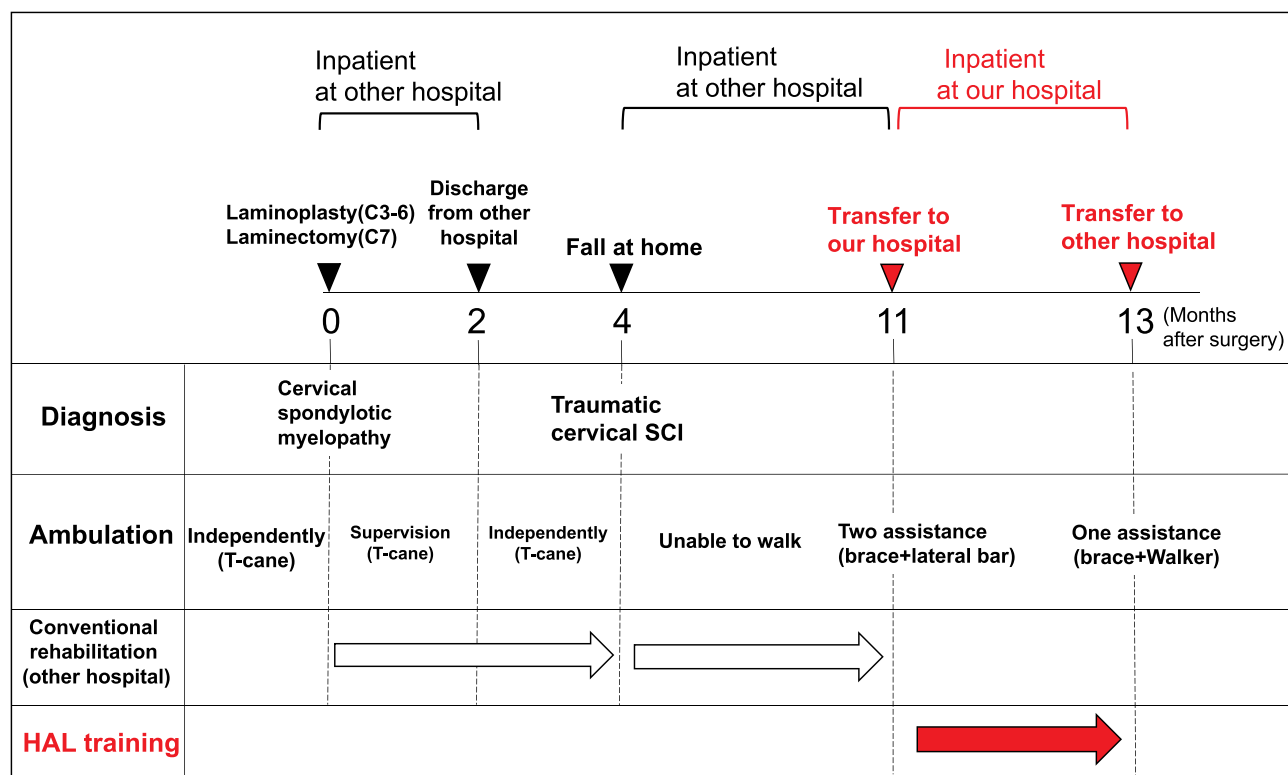 Inpatient
at other hospital
Inpatient
at other hospital
Inpatient
at our hospital
Laminoplasty(C3-6)
Laminectomy(C7)
Discharge
from other
hospital
Fall at home
Transfer to
our hospital
Transfer to
other hospital
0
2
4
11
13
(Months
after surgery)
Diagnosis
Cervical
spondylotic
myelopathy
Traumatic
cervical SCI
Ambulation
Independently
(T-cane)
Supervision
(T-cane)
Independently
(T-cane)
Unable to walk
Two assistance
(brace+lateral bar)
One assistance
(brace+Walker)
Conventional
rehabilitation
(other hospital)
HAL training